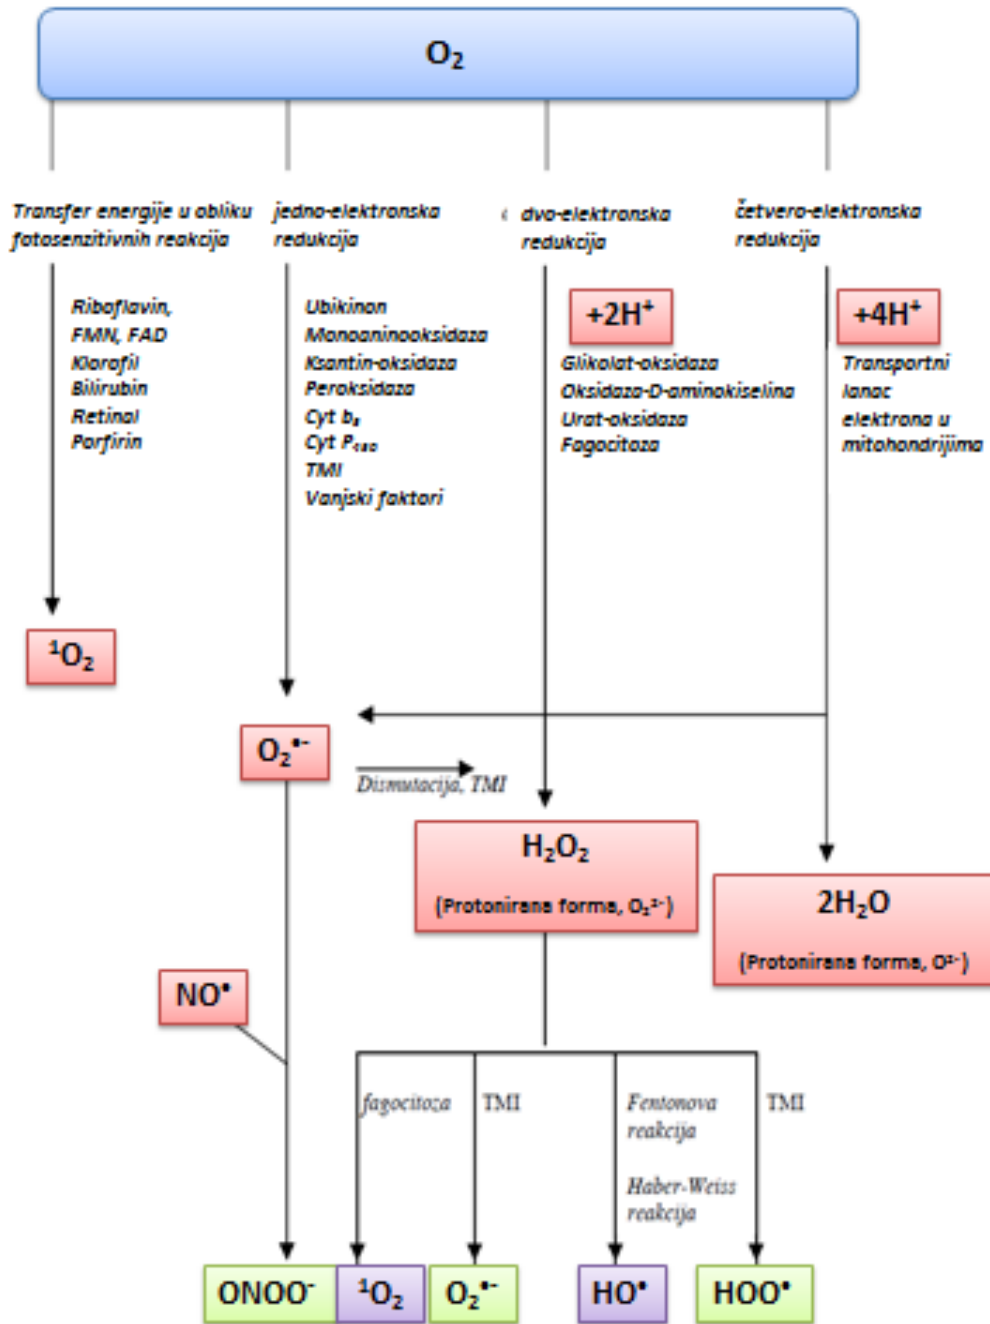 O₂
Transfer energije u obliku
fotosenzitivnih reakcija
jedno-elektronska
redukcija
dvo-elektronska
redukcija
četvero-elektronska
redukcija
Riboflavin,
FMN, FAD
Klorofil
Bilirubin
Retinal
Porfirin
Ubikinon
Monoaninooksidaza
Ksantin-oksidaza
Peroksidaza
Cyt b₅
Cyt P₄₅₀
TMI
Vanjski faktori
+2H⁺
Glikolat-oksidaza
Oksidaza-D-aminokiselina
Urat-oksidaza
Fagocitoza
+4H⁺
Transportni
lanac
elektrona u
mitohondrijima
¹O₂
O₂•⁻
Dismutacija, TMI
H₂O₂
(Protonirana forma, O₂²⁻)
2H₂O
(Protonirana forma, O²⁻)
NO•
fagocitoza
TMI
Fentonova
reakcija
Haber-Weiss
reakcija
TMI
ONOO⁻
¹O₂
O₂•⁻
HO•
HOO•